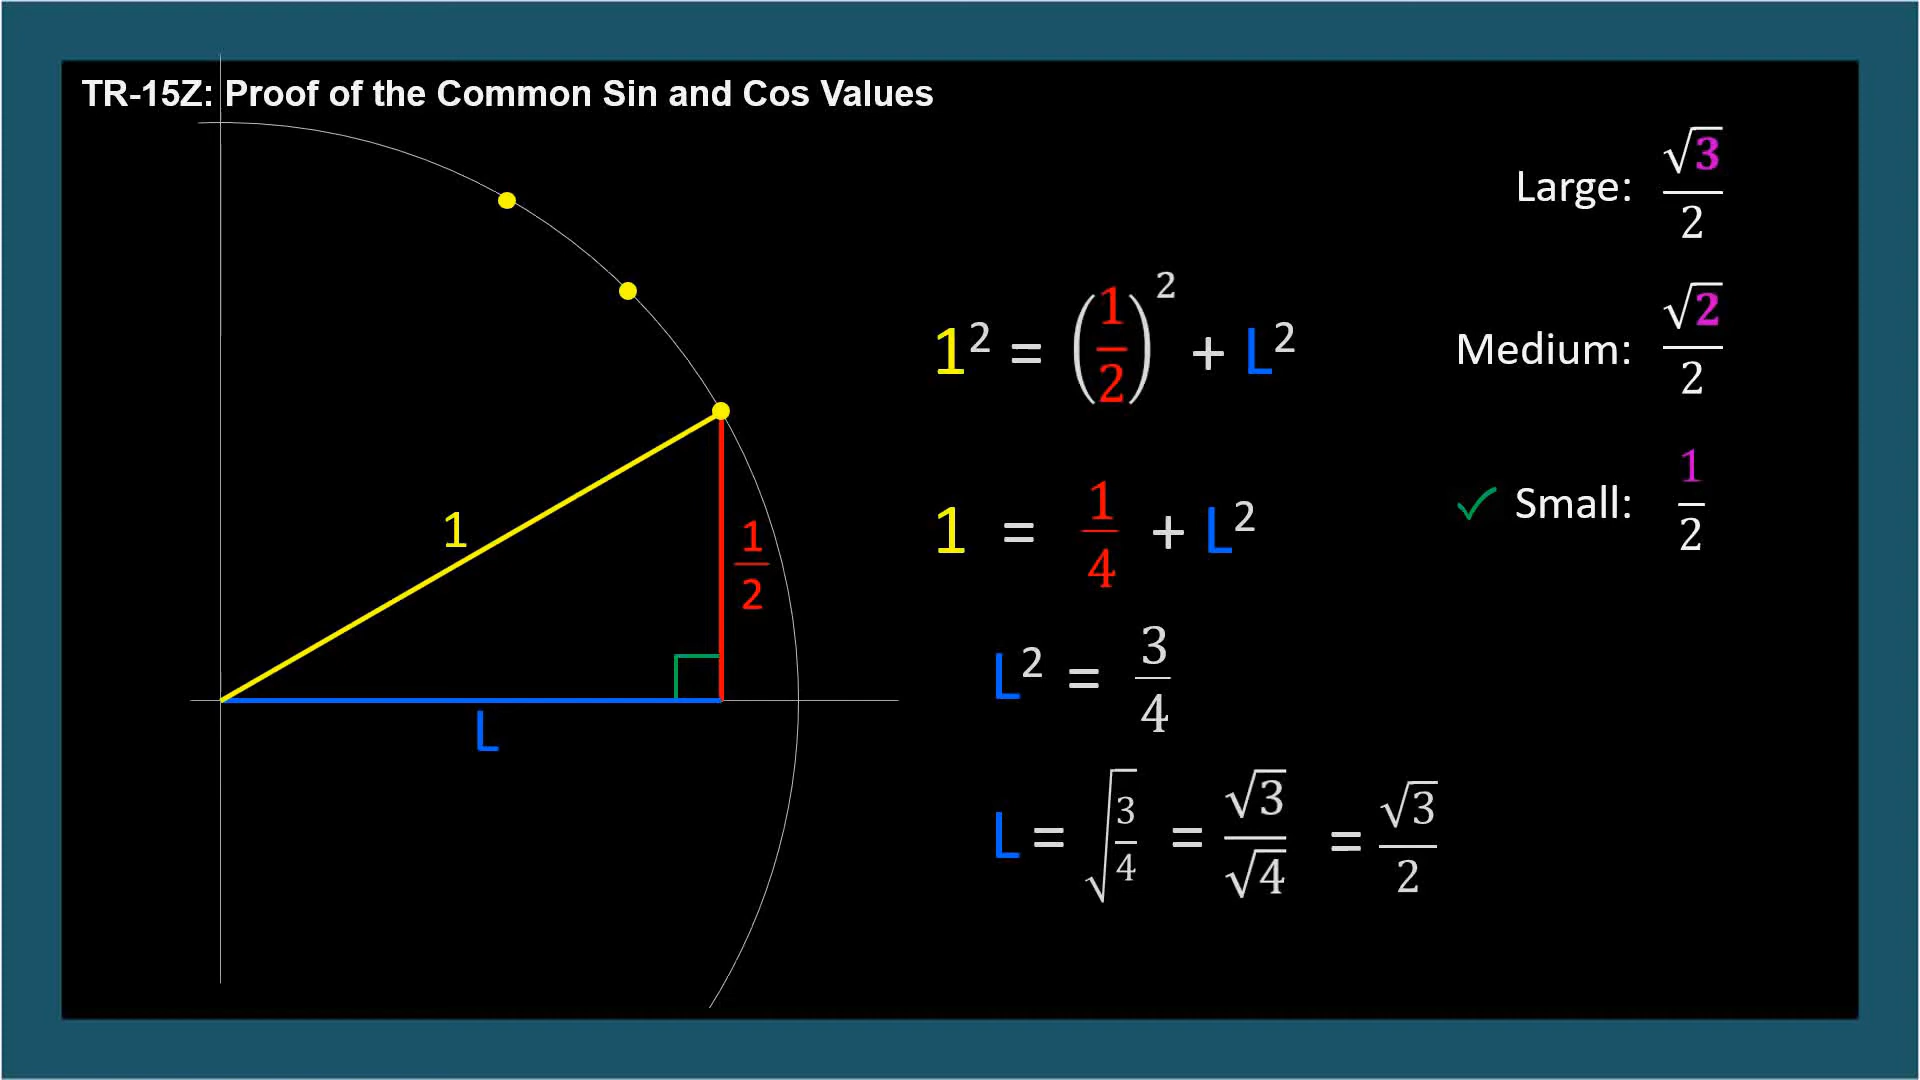 TR-15Z: Proof of the Common Sin and Cos Values
Large: √3/2
Medium: √2/2
✓ Small: 1/2
1² = (1/2)² + L²
1 = 1/4 + L²
L² = 3/4
L = √(3/4) = √3/√4 = √3/2
1
1/2
L